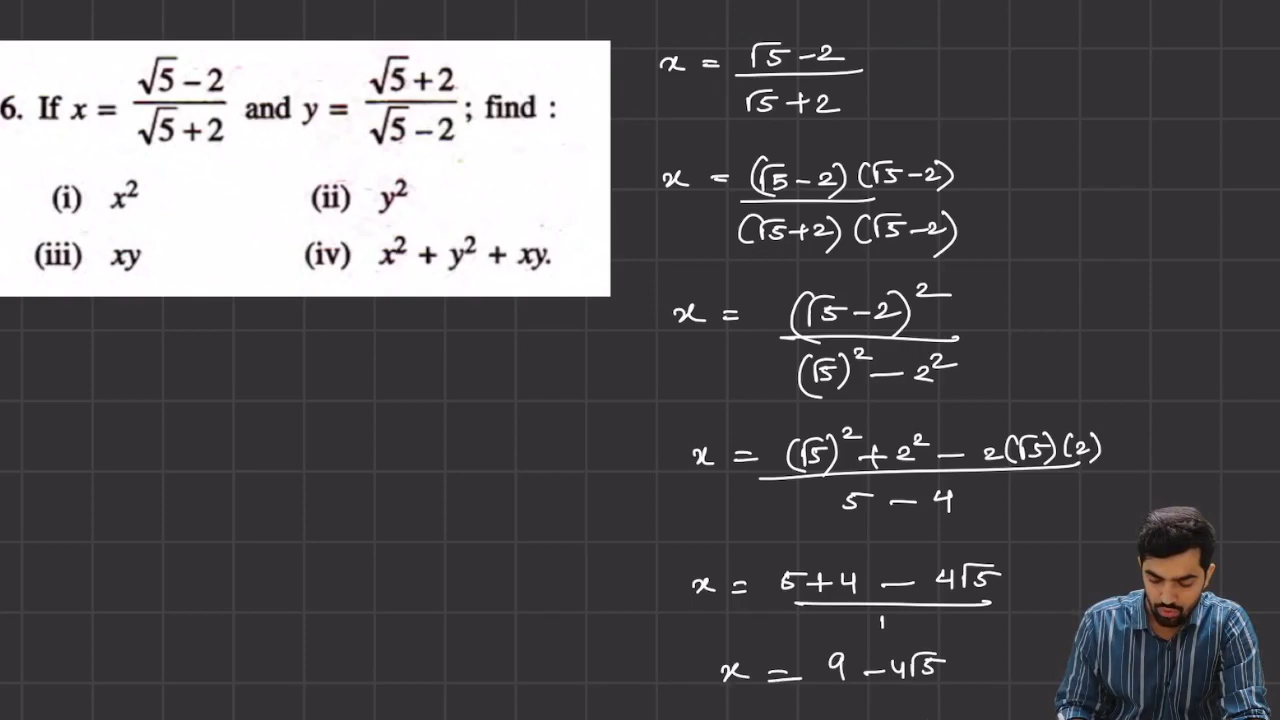 6. If x = (√5 – 2)/(√5 + 2) and y = (√5 + 2)/(√5 – 2); find :
(i) x²
(ii) y²
(iii) xy
(iv) x² + y² + xy.
x = (√5 – 2)/(√5 + 2)
x = ((√5 – 2)(√5 – 2))/((√5 + 2)(√5 – 2))
x = (√5 – 2)²/((√5)² – 2²)
x = ((√5)² + 2² – 2(√5)(2))/(5 – 4)
x = (5 + 4 – 4√5)/1
x = 9 – 4√5